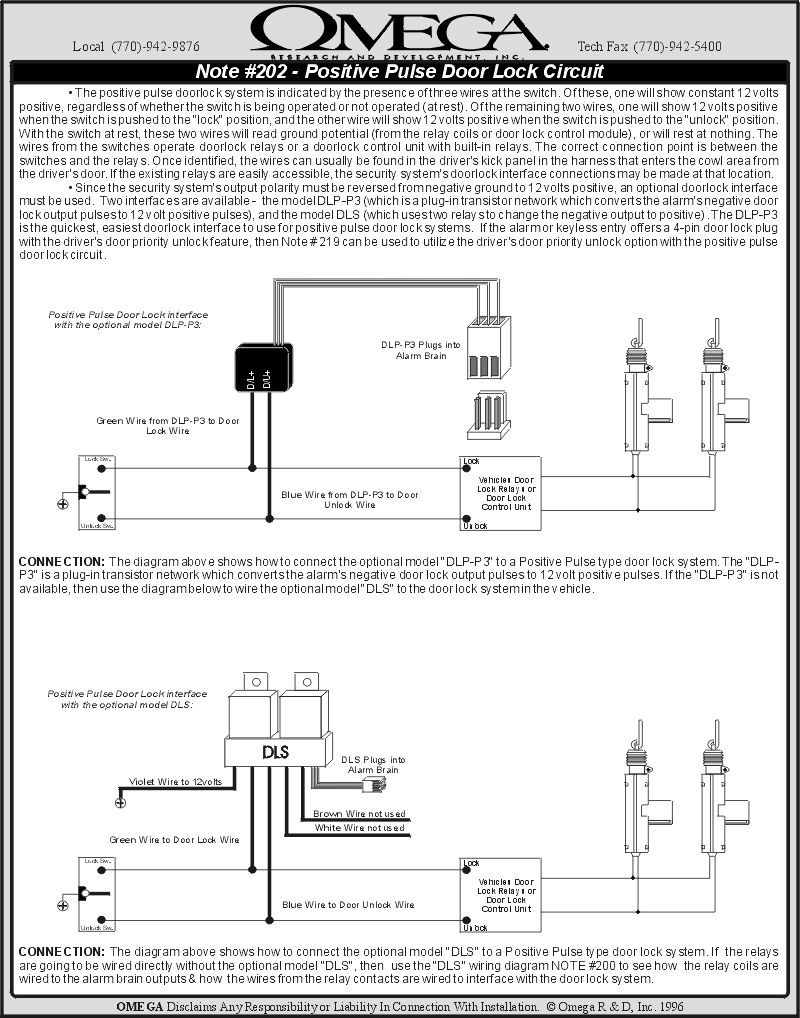 OMEGA
Local (770)-942-9876
Tech Fax (770)-942-5400
RESEARCH AND DEVELOPMENT, INC.
Note #202 - Positive Pulse Door Lock Circuit
• The positive pulse doorlock system is indicated by the presence of three wires at the switch. Of these, one will show constant 12 volts
positive, regardless of whether the switch is being operated or not operated (at rest). Of the remaining two wires, one will show 12 volts positive
when the switch is pushed to the "lock" position, and the other wire will show 12 volts positive when the switch is pushed to the "unlock" position.
With the switch at rest, these two wires will read ground potential (from the relay coils or door lock control module), or will rest at nothing. The
wires from the switches operate doorlock relays or a doorlock control unit with built-in relays. The correct connection point is between the
switches and the relays. Once identified, the wires can usually be found in the driver's kick panel in the harness that enters the cowl area from
the driver's door. If the existing relays are easily accessible, the security system's doorlock interface connections may be made at that location.
• Since the security system's output polarity must be reversed from negative ground to 12 volts positive, an optional doorlock interface
must be used. Two interfaces are available - the model DLP-P3 (which is a plug-in transistor network which converts the alarm's negative door
lock output pulses to 12 volt positive pulses), and the model DLS (which uses two relays to change the negative output to positive). The DLP-P3
is the quickest, easiest doorlock interface to use for positive pulse door lock systems. If the alarm or keyless entry offers a 4-pin door lock plug
with the driver's door priority unlock feature, then Note # 219 can be used to utilize the driver's door priority unlock option with the positive pulse
door lock circuit.
Positive Pulse Door Lock interface
with the optional model DLP-P3:
DLP-P3 Plugs into
Alarm Brain
D/L+
D/U+
Green Wire from DLP-P3 to Door
Lock Wire
Lock Sw.
Lock
Vehicles Door
Lock Relays or
Door Lock
Control Unit
Blue Wire from DLP-P3 to Door
Unlock Wire
Unlock Sw.
Unlock
CONNECTION: The diagram above shows how to connect the optional model "DLP-P3" to a Positive Pulse type door lock system. The "DLP-
P3" is a plug-in transistor network which converts the alarm's negative door lock output pulses to 12 volt positive pulses. If the "DLP-P3" is not
available, then use the diagram below to wire the optional model "DLS" to the door lock system in the vehicle.
Positive Pulse Door Lock interface
with the optional model DLS:
DLS
DLS Plugs into
Alarm Brain
Violet Wire to 12volts
Brown Wire not used
White Wire not used
Green Wire to Door Lock Wire
Lock Sw.
Lock
Vehicles Door
Lock Relays or
Door Lock
Control Unit
Blue Wire to Door Unlock Wire
Unlock Sw.
Unlock
CONNECTION: The diagram above shows how to connect the optional model "DLS" to a Positive Pulse type door lock system. If the relays
are going to be wired directly without the optional model "DLS", then use the "DLS" wiring diagram NOTE #200 to see how the relay coils are
wired to the alarm brain outputs & how the wires from the relay contacts are wired to interface with the door lock system.
OMEGA Disclaims Any Responsibility or Liability In Connection With Installation. © Omega R & D, Inc. 1996